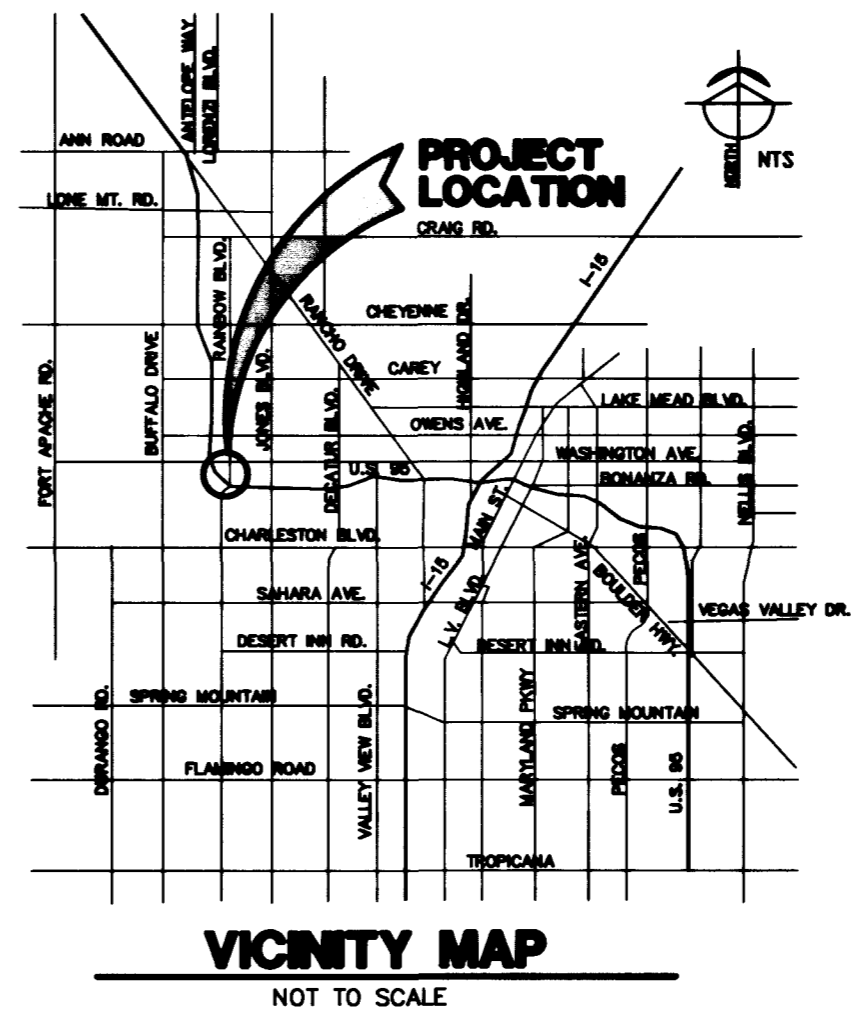 ANTELOPE WAY
LORENZI BLVD.
ANN ROAD
LONE MT. RD.
PROJECT
LOCATION
NORTH
NTS
CRAIG RD.
RAINBOW BLVD.
RANCHO DRIVE
CHEYENNE
HIGHLAND DR.
I-15
BUFFALO DRIVE
FORT APACHE RD.
JONES BLVD.
DECATUR BLVD.
CAREY
OWENS AVE.
LAKE MEAD BLVD.
WASHINGTON AVE.
BONANZA RD.
NELLIS BLVD.
U.S. 95
MAIN ST.
CHARLESTON BLVD.
I-15
L.V. BLVD.
SAHARA AVE.
EASTERN AVE.
PECOS
BOULDER HWY.
VEGAS VALLEY DR.
DESERT INN RD.
DESERT INN RD.
SPRING MOUNTAIN
SPRING MOUNTAIN
DURANGO RD.
VALLEY VIEW BLVD.
MARYLAND PKWY
PECOS
U.S. 95
FLAMINGO ROAD
TROPICANA
VICINITY MAP
NOT TO SCALE